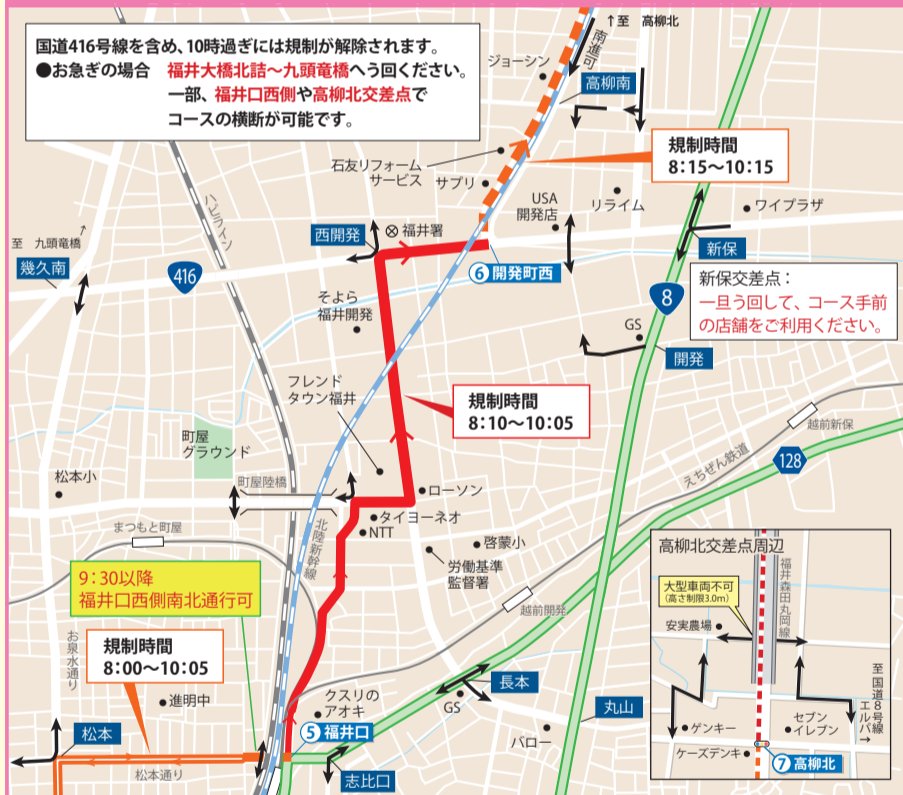 国道416号線を含め、10時過ぎには規制が解除されます。
●お急ぎの場合 福井大橋北詰〜九頭竜橋へう回ください。
一部、福井口西側や高柳北交差点で
コースの横断が可能です。
↑至 高柳北
南進可
ジョーシン
高柳南
規制時間
8:15〜10:15
石友リフォーム
サービス
サプリ
USA
開発店
リライム
ワイプラザ
ハピライン
至 九頭竜橋
幾久南
416
西開発
福井署
⑥開発町西
新保
8
新保交差点:
一旦う回して、コース手前
の店舗をご利用ください。
そよら
福井開発
GS
開発
フレンド
タウン福井
規制時間
8:10〜10:05
越前新保
えちぜん鉄道
128
町屋
グラウンド
松本小
町屋陸橋
ローソン
タイヨーネオ
NTT
まつもと町屋
北陸新幹線
労働基準
監督署
啓蒙小
越前開発
9:30以降
福井口西側南北通行可
お泉水通り
規制時間
8:00〜10:05
進明中
クスリの
アオキ
長本
GS
丸山
松本
松本通り
⑤福井口
志比口
バロー
高柳北交差点周辺
大型車両不可
(高さ制限3.0m)
福井森田丸岡線
安実農場
至 国道8号線
エルパ→
ゲンキー
セブン
イレブン
ケーズデンキ
⑦高柳北